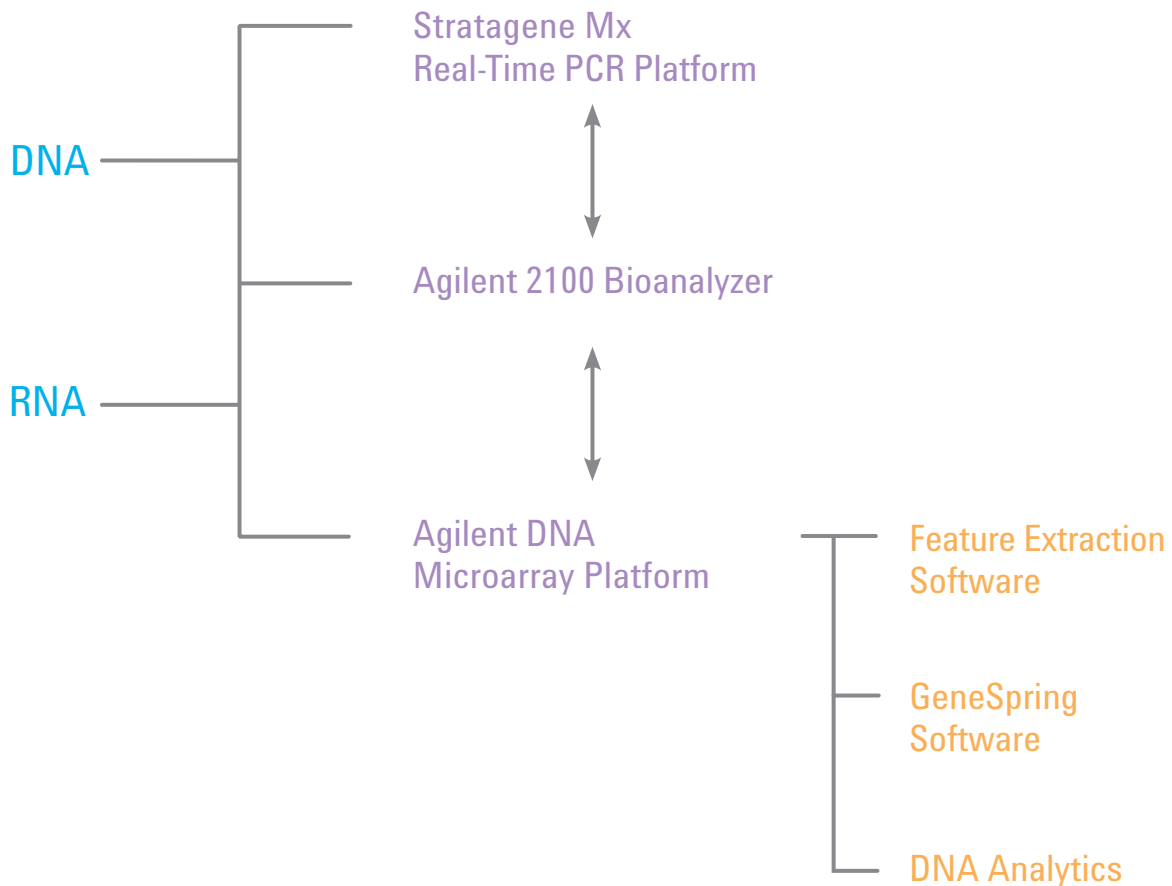 Stratagene Mx
Real-Time PCR Platform
DNA
Agilent 2100 Bioanalyzer
RNA
Agilent DNA
Microarray Platform
Feature Extraction
Software
GeneSpring
Software
DNA Analytics